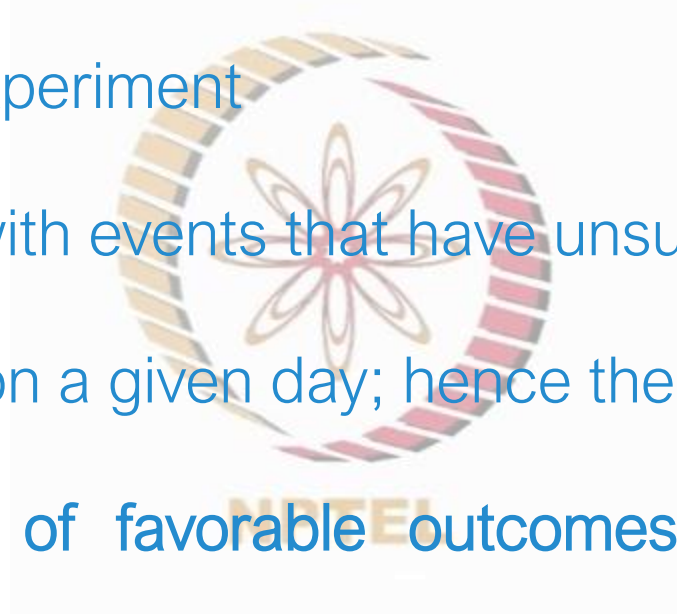 periment
with events that have unsu
on a given day; hence the
of favorable outcomes
NPTEL